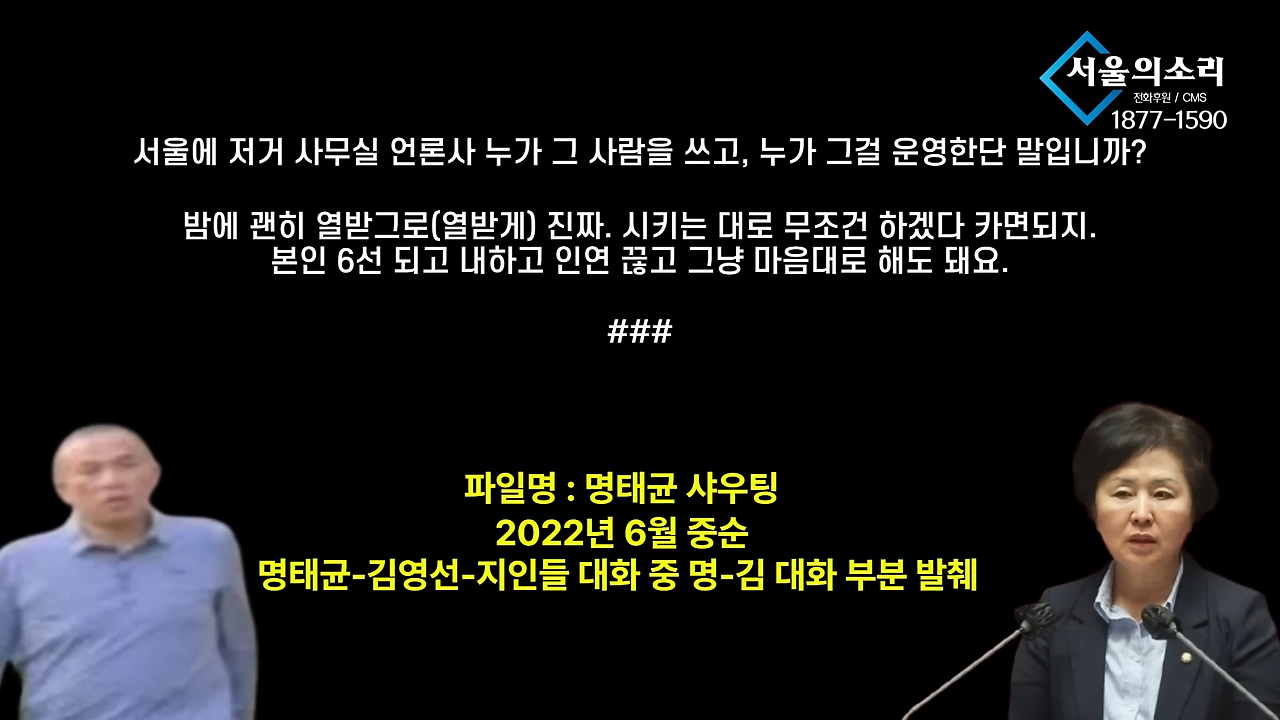 서울의소리
전화후원 / CMS
1877-1590
서울에 저거 사무실 언론사 누가 그 사람을 쓰고, 누가 그걸 운영한단 말입니까?
밤에 괜히 열받그로(열받게) 진짜. 시키는 대로 무조건 하겠다 카면되지.
본인 6선 되고 내하고 인연 끊고 그냥 마음대로 해도 돼요.
###
파일명 : 명태균 샤우팅
2022년 6월 중순
명태균-김영선-지인들 대화 중 명-김 대화 부분 발췌